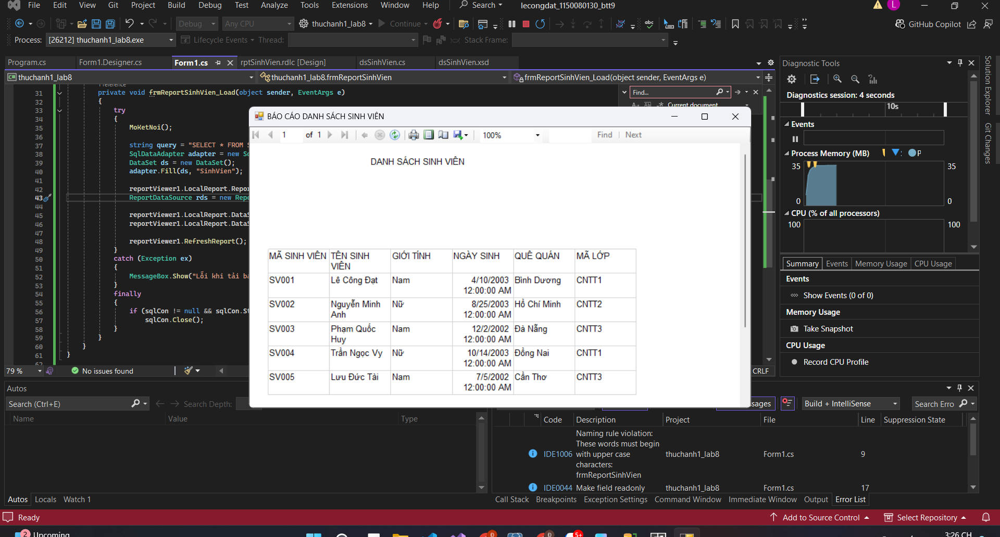 File Edit View Git Project Build Debug Test Analyze Tools Extensions Window Help Search lecongdat_1150080130_btt9 L
Debug Any CPU thuchanh1_lab8 Continue GitHub Copilot
Process: [26212] thuchanh1_lab8.exe Lifecycle Events Thread: Stack Frame:
Program.cs Form1.Designer.cs Form1.cs rptSinhVien.rdlc [Design] dsSinhVien.cs dsSinhVien.xsd
thuchanh1_lab8 thuchanh1_lab8.frmReportSinhVien frmReportSinhVien_Load(object sender, EventArgs e)
1 reference
31 private void frmReportSinhVien_Load(object sender, EventArgs e)
32 {
33 try
34 {
35 MoKetNoi();
36
37 string query = "SELECT * FROM S
38 SqlDataAdapter adapter = new Sq
39 DataSet ds = new DataSet();
40 adapter.Fill(ds, "SinhVien");
41
42 reportViewer1.LocalReport.Repor
43 ReportDataSource rds = new Repo
44
45 reportViewer1.LocalReport.DataS
46 reportViewer1.LocalReport.DataS
47
48 reportViewer1.RefreshReport();
49 }
50 catch (Exception ex)
51 {
52 MessageBox.Show("Lỗi khi tải bá
53 }
54 finally
55 {
56 if (sqlCon != null && sqlCon.St
57 sqlCon.Close();
58 }
59 }
60 }
61 }
62
Find...
Current document
79 % No issues found CRLF
BÁO CÁO DANH SÁCH SINH VIÊN
1 of 1 100% Find | Next
DANH SÁCH SINH VIÊN
MÃ SINH VIÊN TÊN SINH VIÊN GIỚI TÍNH NGÀY SINH QUÊ QUÁN MÃ LỚP
SV001 Lê Công Đạt Nam 4/10/2003 12:00:00 AM Bình Dương CNTT1
SV002 Nguyễn Minh Anh Nữ 8/25/2003 12:00:00 AM Hồ Chí Minh CNTT2
SV003 Phạm Quốc Huy Nam 12/2/2002 12:00:00 AM Đà Nẵng CNTT3
SV004 Trần Ngọc Vy Nữ 10/14/2003 12:00:00 AM Đồng Nai CNTT1
SV005 Lưu Đức Tài Nam 7/5/2002 12:00:00 AM Cần Thơ CNTT3
Diagnostic Tools
Diagnostics session: 4 seconds
10s
Events
Process Memory (MB) P
35 35
0 0
CPU (% of all processors)
100 100
Summary Events Memory Usage CPU Usage
Events
Show Events (0 of 0)
Memory Usage
Take Snapshot
CPU Usage
Record CPU Profile
Solution Explorer
Git Changes
Autos
Search (Ctrl+E) Search Depth:
Name Value Type
Autos Locals Watch 1
sages Build + IntelliSense Search Erro
Code Description Project File Line Suppression State
IDE1006 Naming rule violation: These words must begin with upper case characters: frmReportSinhVien thuchanh1_lab8 Form1.cs 9
IDE0044 Make field readonly thuchanh1_lab8 Form1.cs 17
Call Stack Breakpoints Exception Settings Command Window Immediate Window Output Error List
Ready Add to Source Control Select Repository
2 Upcoming 5+ 3:26 CH